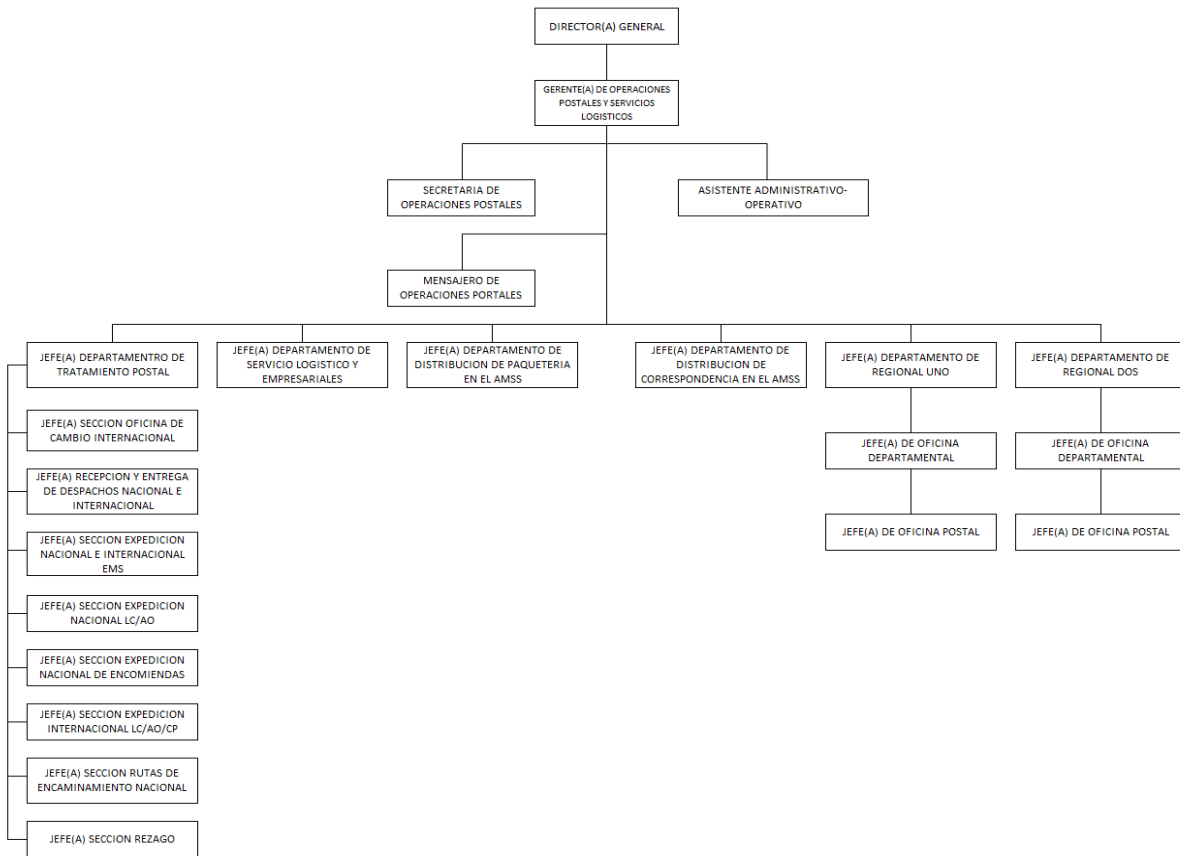 DIRECTOR(A) GENERAL
GERENTE(A) DE OPERACIONES
POSTALES Y SERVICIOS
LOGISTICOS
SECRETARIA DE
OPERACIONES POSTALES
ASISTENTE ADMINISTRATIVO-
OPERATIVO
MENSAJERO DE
OPERACIONES PORTALES
JEFE(A) DEPARTAMENTRO DE
TRATAMIENTO POSTAL
JEFE(A) DEPARTAMENTO DE
SERVICIO LOGISTICO Y
EMPRESARIALES
JEFE(A) DEPARTAMENTO DE
DISTRIBUCION DE PAQUETERIA
EN EL AMSS
JEFE(A) DEPARTAMENTO DE
DISTRIBUCION DE
CORRESPONDENCIA EN EL AMSS
JEFE(A) DEPARTAMENTO DE
REGIONAL UNO
JEFE(A) DEPARTAMENTO DE
REGIONAL DOS
JEFE(A) SECCION OFICINA DE
CAMBIO INTERNACIONAL
JEFE(A) DE OFICINA
DEPARTAMENTAL
JEFE(A) DE OFICINA
DEPARTAMENTAL
JEFE(A) RECEPCION Y ENTREGA
DE DESPACHOS NACIONAL E
INTERNACIONAL
JEFE(A) DE OFICINA POSTAL
JEFE(A) DE OFICINA POSTAL
JEFE(A) SECCION EXPEDICION
NACIONAL E INTERNACIONAL
EMS
JEFE(A) SECCION EXPEDICION
NACIONAL LC/AO
JEFE(A) SECCION EXPEDICION
NACIONAL DE ENCOMIENDAS
JEFE(A) SECCION EXPEDICION
INTERNACIONAL LC/AO/CP
JEFE(A) SECCION RUTAS DE
ENCAMINAMIENTO NACIONAL
JEFE(A) SECCION REZAGO